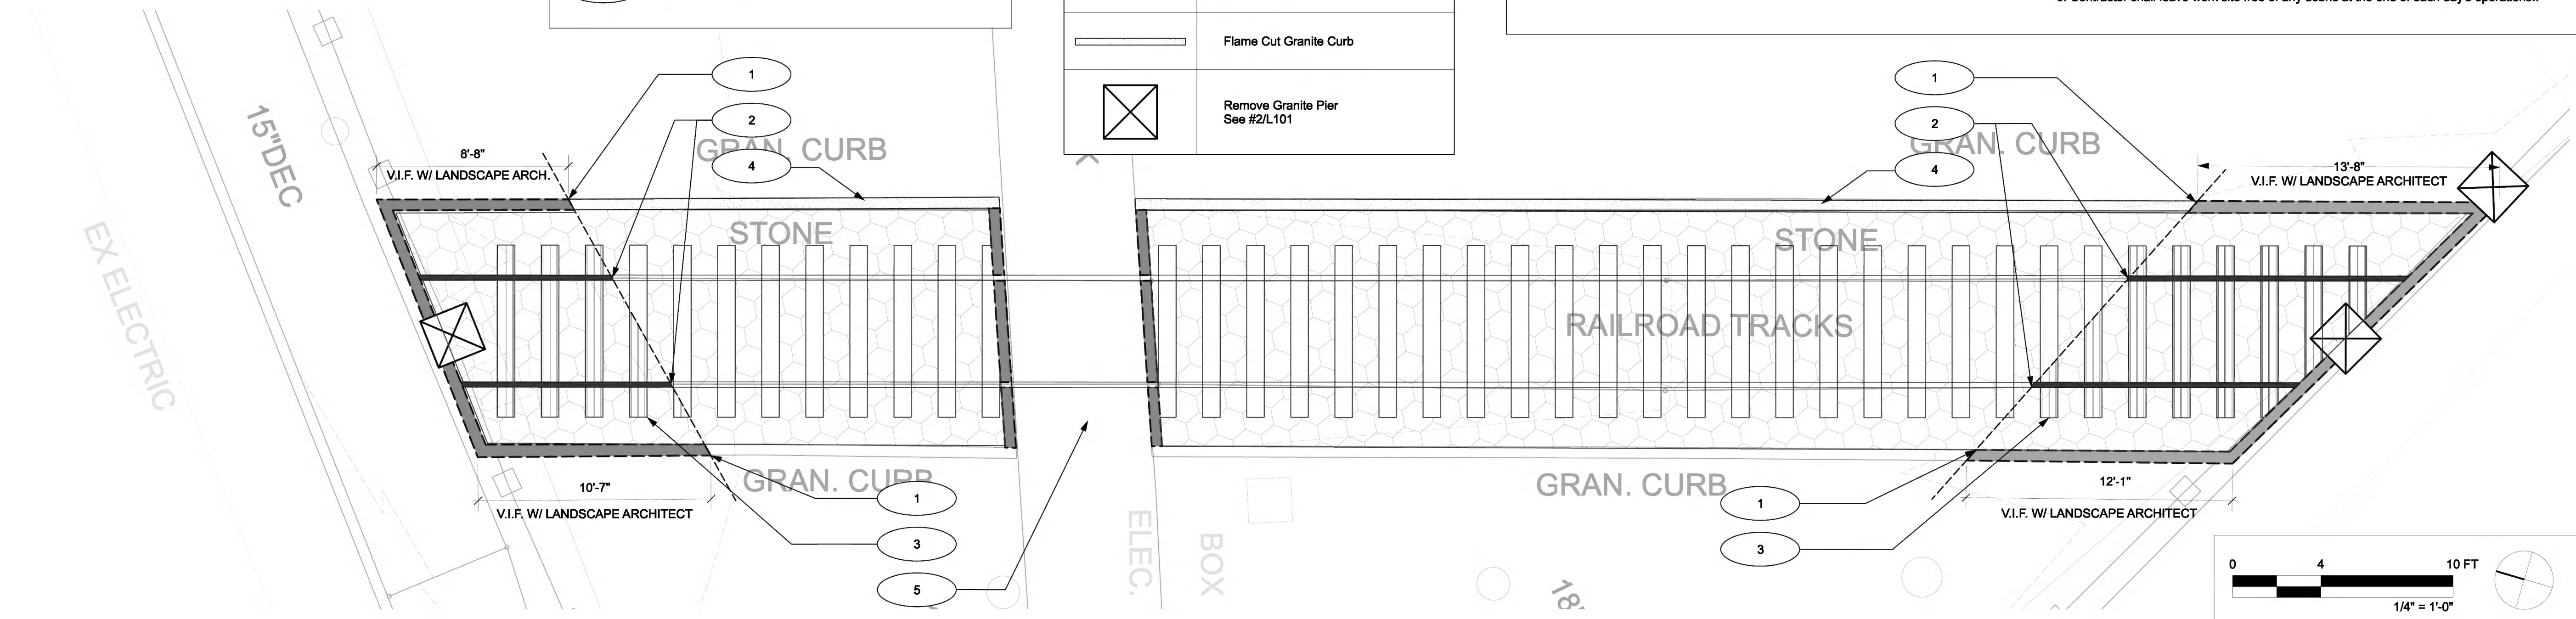 Flame Cut Granite Curb
Remove Granite Pier
See #2/L101
1
2
GRAN. CURB
4
1
2
GRAN. CURB
4
15"DEC
8'-8"
V.I.F. W/ LANDSCAPE ARCH.
13'-8"
V.I.F. W/ LANDSCAPE ARCHITECT
STONE
STONE
EX ELECTRIC
RAILROAD TRACKS
10'-7"
V.I.F. W/ LANDSCAPE ARCHITECT
GRAN. CURB
1
3
5
ELEC.
BOX
GRAN. CURB
1
3
12'-1"
V.I.F. W/ LANDSCAPE ARCHITECT
0 4 10 FT
1/4" = 1'-0"